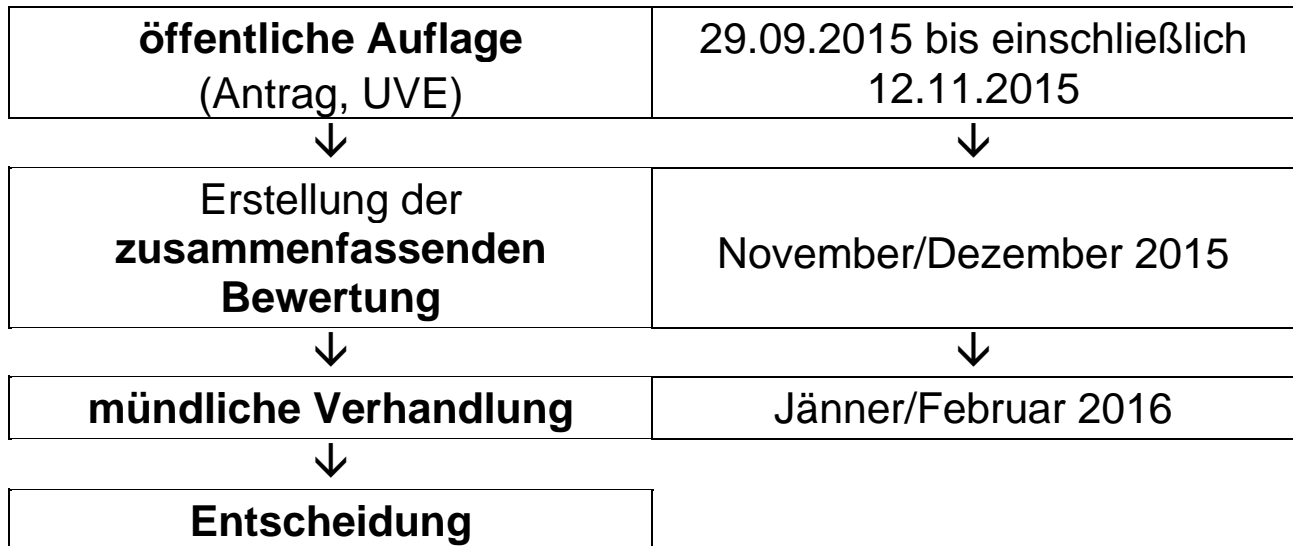 öffentliche Auflage
(Antrag, UVE)
29.09.2015 bis einschließlich
12.11.2015
↓ ↓
Erstellung der
zusammenfassenden
Bewertung
November/Dezember 2015
↓ ↓
mündliche Verhandlung
Jänner/Februar 2016
↓
Entscheidung